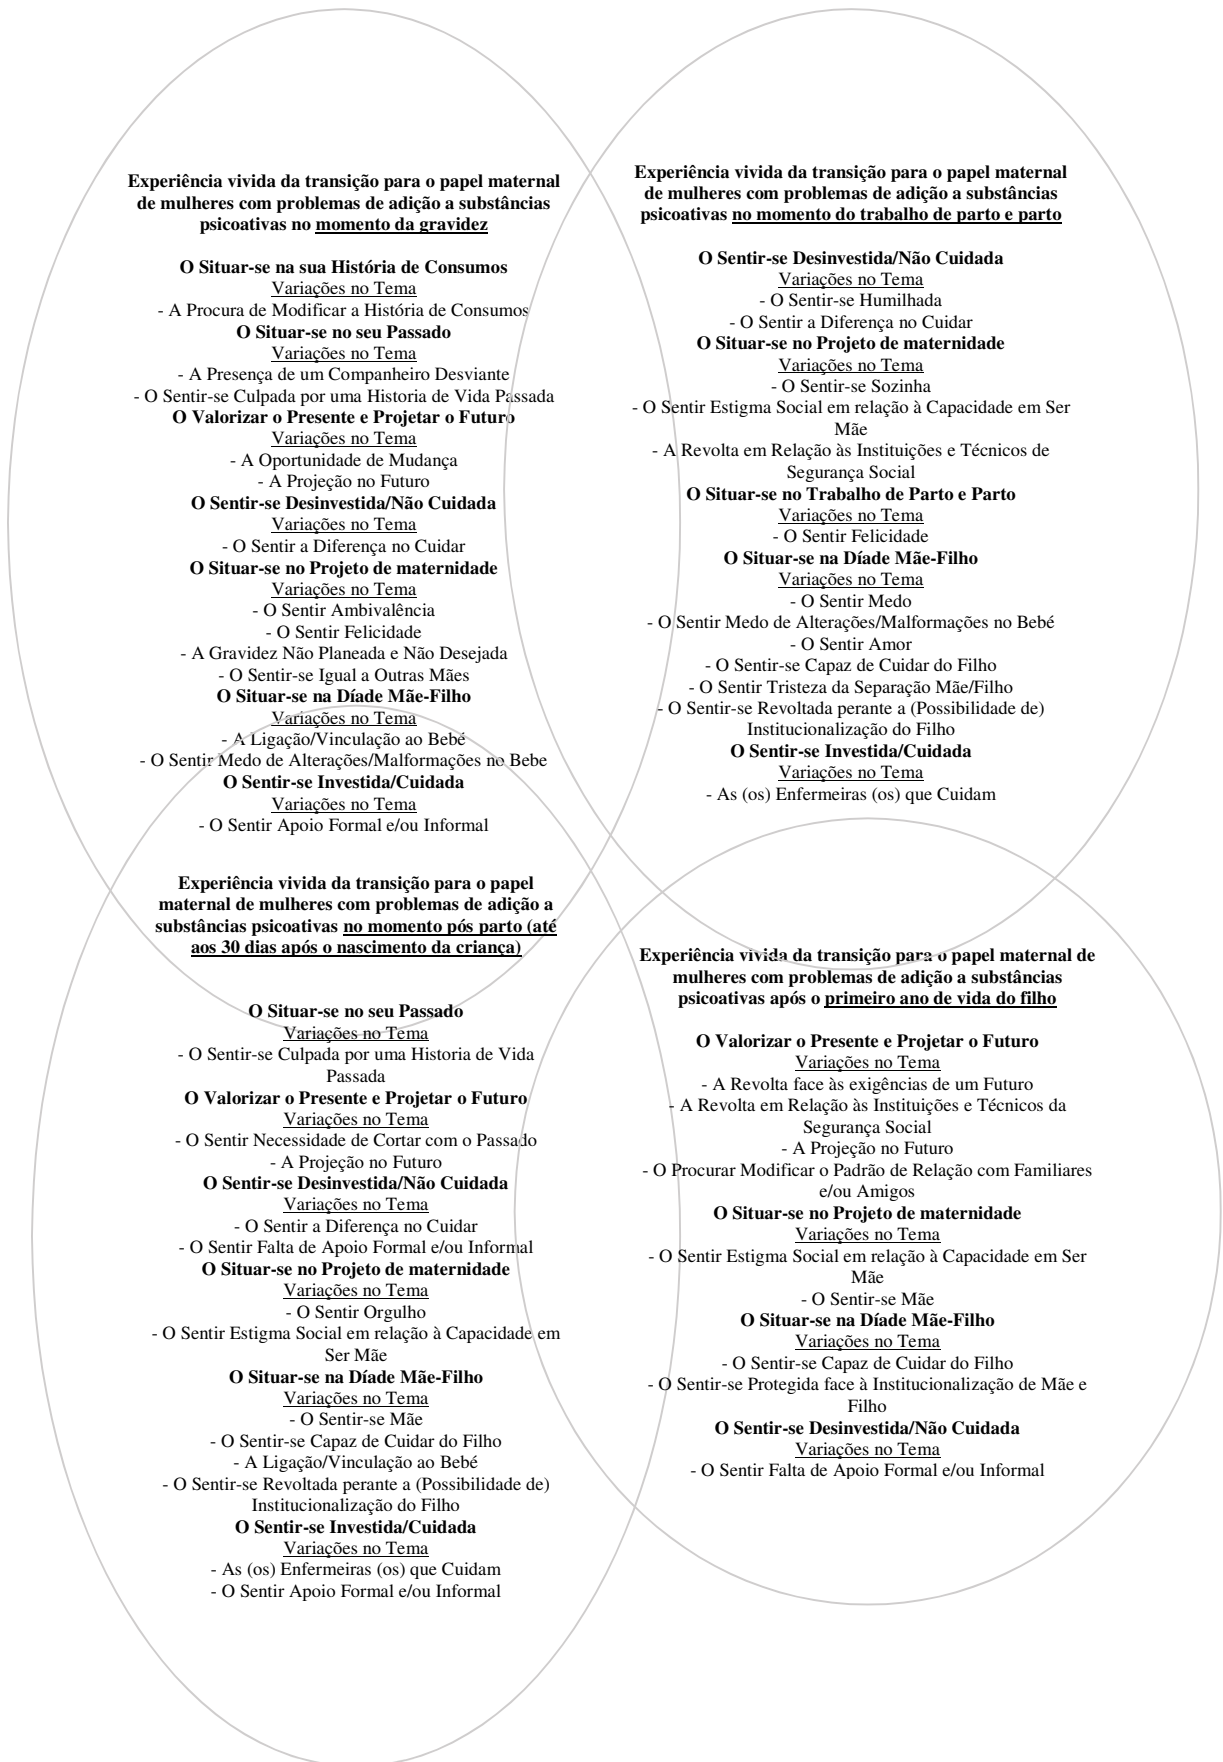 Experiência vivida da transição para o papel maternal
de mulheres com problemas de adição a substâncias
psicoativas no momento da gravidez
O Situar-se na sua História de Consumos
Variações no Tema
- A Procura de Modificar a História de Consumos
O Situar-se no seu Passado
Variações no Tema
- A Presença de um Companheiro Desviante
- O Sentir-se Culpada por uma Historia de Vida Passada
O Valorizar o Presente e Projetar o Futuro
Variações no Tema
- A Oportunidade de Mudança
- A Projeção no Futuro
O Sentir-se Desinvestida/Não Cuidada
Variações no Tema
- O Sentir a Diferença no Cuidar
O Situar-se no Projeto de maternidade
Variações no Tema
- O Sentir Ambivalência
- O Sentir Felicidade
- A Gravidez Não Planeada e Não Desejada
- O Sentir-se Igual a Outras Mães
O Situar-se na Díade Mãe-Filho
Variações no Tema
- A Ligação/Vinculação ao Bebé
- O Sentir Medo de Alterações/Malformações no Bebe
O Sentir-se Investida/Cuidada
Variações no Tema
- O Sentir Apoio Formal e/ou Informal
Experiência vivida da transição para o papel maternal
de mulheres com problemas de adição a substâncias
psicoativas no momento do trabalho de parto e parto
O Sentir-se Desinvestida/Não Cuidada
Variações no Tema
- O Sentir-se Humilhada
- O Sentir a Diferença no Cuidar
O Situar-se no Projeto de maternidade
Variações no Tema
- O Sentir-se Sozinha
- O Sentir Estigma Social em relação à Capacidade em Ser
Mãe
- A Revolta em Relação às Instituições e Técnicos de
Segurança Social
O Situar-se no Trabalho de Parto e Parto
Variações no Tema
- O Sentir Felicidade
O Situar-se na Díade Mãe-Filho
Variações no Tema
- O Sentir Medo
- O Sentir Medo de Alterações/Malformações no Bebé
- O Sentir Amor
- O Sentir-se Capaz de Cuidar do Filho
- O Sentir Tristeza da Separação Mãe/Filho
- O Sentir-se Revoltada perante a (Possibilidade de)
Institucionalização do Filho
O Sentir-se Investida/Cuidada
Variações no Tema
- As (os) Enfermeiras (os) que Cuidam
Experiência vivida da transição para o papel
maternal de mulheres com problemas de adição a
substâncias psicoativas no momento pós parto (até
aos 30 dias após o nascimento da criança)
O Situar-se no seu Passado
Variações no Tema
- O Sentir-se Culpada por uma Historia de Vida
Passada
O Valorizar o Presente e Projetar o Futuro
Variações no Tema
- O Sentir Necessidade de Cortar com o Passado
- A Projeção no Futuro
O Sentir-se Desinvestida/Não Cuidada
Variações no Tema
- O Sentir a Diferença no Cuidar
- O Sentir Falta de Apoio Formal e/ou Informal
O Situar-se no Projeto de maternidade
Variações no Tema
- O Sentir Orgulho
- O Sentir Estigma Social em relação à Capacidade em
Ser Mãe
O Situar-se na Díade Mãe-Filho
Variações no Tema
- O Sentir-se Mãe
- O Sentir-se Capaz de Cuidar do Filho
- A Ligação/Vinculação ao Bebé
- O Sentir-se Revoltada perante a (Possibilidade de)
Institucionalização do Filho
O Sentir-se Investida/Cuidada
Variações no Tema
- As (os) Enfermeiras (os) que Cuidam
- O Sentir Apoio Formal e/ou Informal
Experiência vivida da transição para o papel maternal de
mulheres com problemas de adição a substâncias
psicoativas após o primeiro ano de vida do filho
O Valorizar o Presente e Projetar o Futuro
Variações no Tema
- A Revolta face às exigências de um Futuro
- A Revolta em Relação às Instituições e Técnicos da
Segurança Social
- A Projeção no Futuro
- O Procurar Modificar o Padrão de Relação com Familiares
e/ou Amigos
O Situar-se no Projeto de maternidade
Variações no Tema
- O Sentir Estigma Social em relação à Capacidade em Ser
Mãe
- O Sentir-se Mãe
O Situar-se na Díade Mãe-Filho
Variações no Tema
- O Sentir-se Capaz de Cuidar do Filho
- O Sentir-se Protegida face à Institucionalização de Mãe e
Filho
O Sentir-se Desinvestida/Não Cuidada
Variações no Tema
- O Sentir Falta de Apoio Formal e/ou Informal